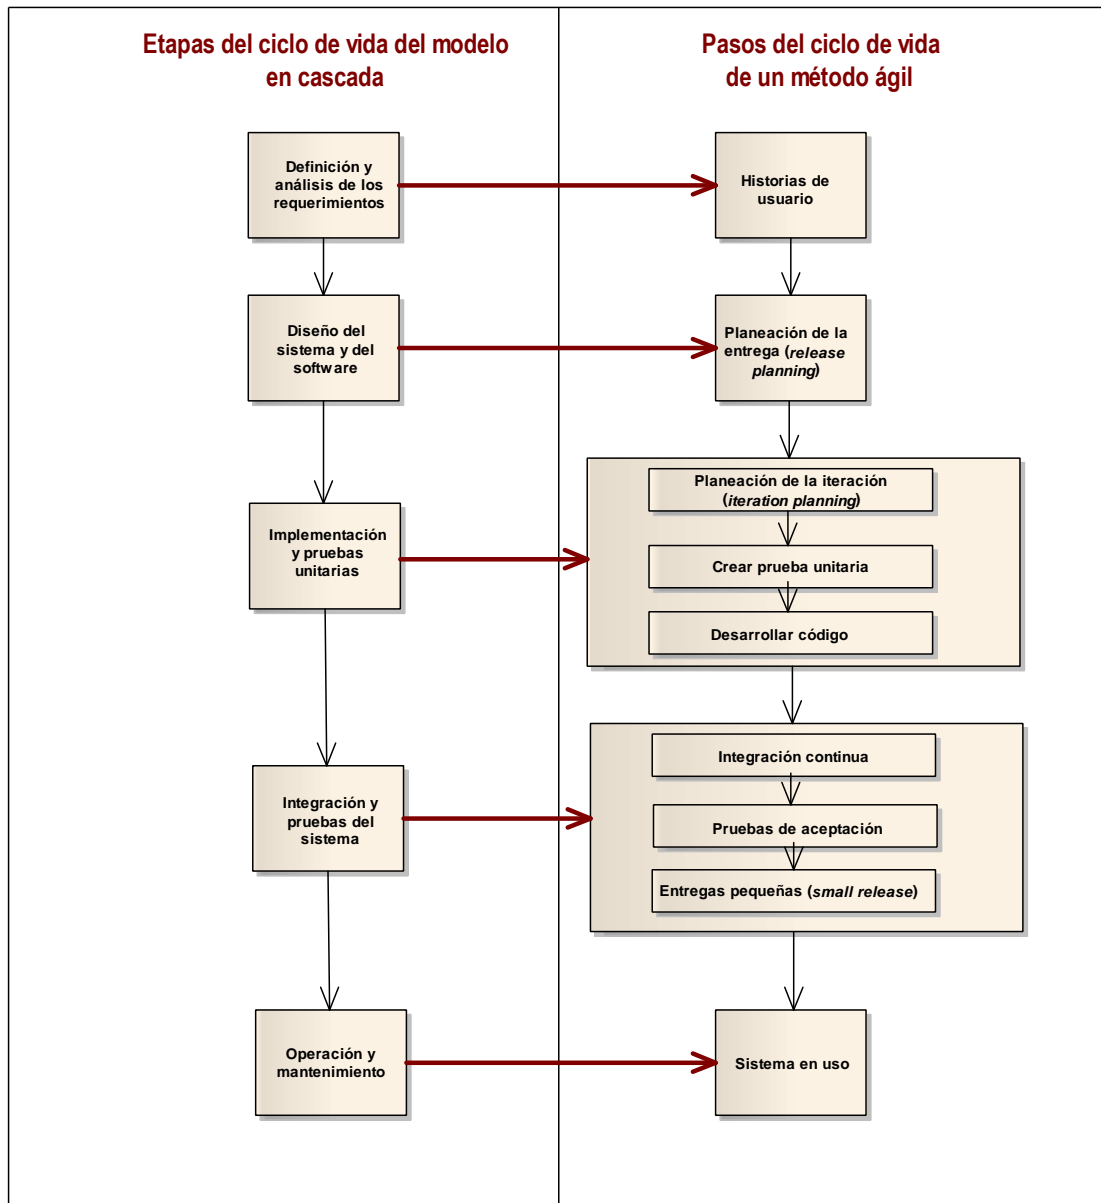 Etapas del ciclo de vida del modelo
en cascada
Pasos del ciclo de vida
de un método ágil
Definición y
análisis de los
requerimientos
Historias de
usuario
Diseño del
sistema y del
software
Planeación de la
entrega (release
planning)
Implementación
y pruebas
unitarias
Planeación de la iteración
(iteration planning)
Crear prueba unitaria
Desarrollar código
Integración y
pruebas del
sistema
Integración continua
Pruebas de aceptación
Entregas pequeñas (small release)
Operación y
mantenimiento
Sistema en uso